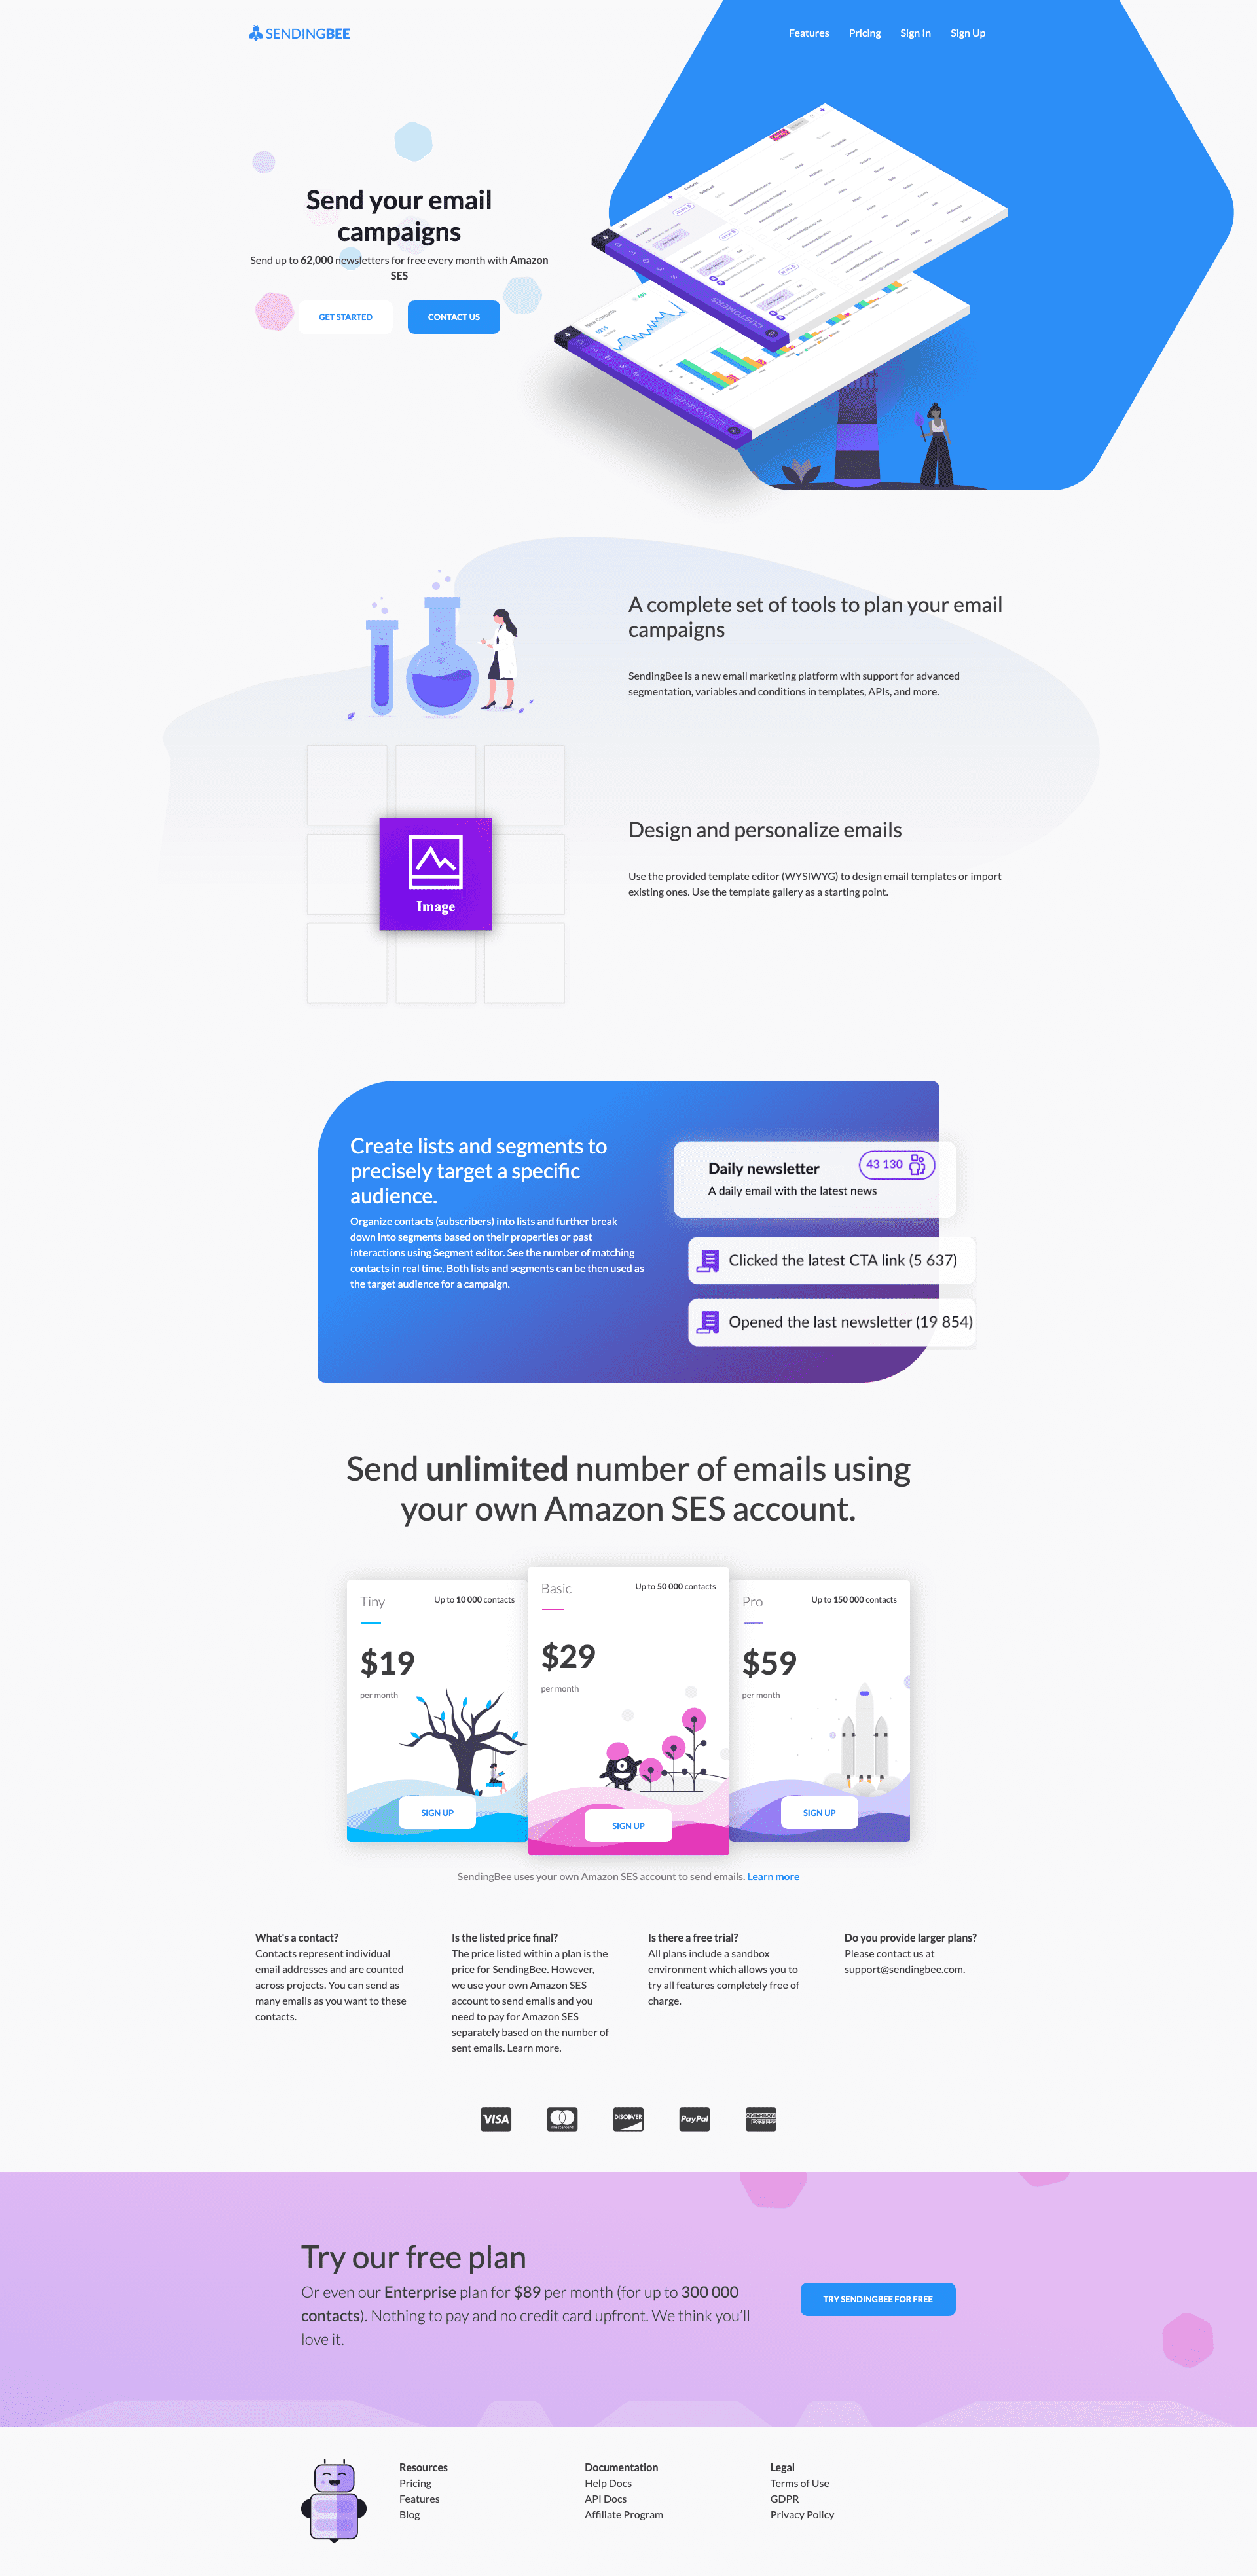 SENDINGBEE
Features
Pricing
Sign In
Sign Up
Send your email
campaigns
Send up to 62,000 newsletters for free every month with Amazon
SES
GET STARTED
CONTACT US
Contacts
New Contacts
CUSTOMERS
CUSTOMERS
A complete set of tools to plan your email
campaigns
SendingBee is a new email marketing platform with support for advanced
segmentation, variables and conditions in templates, APIs, and more.
Image
Design and personalize emails
Use the provided template editor (WYSIWYG) to design email templates or import
existing ones. Use the template gallery as a starting point.
Create lists and segments to
precisely target a specific
audience.
Organize contacts (subscribers) into lists and further break
down into segments based on their properties or past
interactions using Segment editor. See the number of matching
contacts in real time. Both lists and segments can be then used as
the target audience for a campaign.
Daily newsletter
43 130
A daily email with the latest news
Clicked the latest CTA link (5 637)
Opened the last newsletter (19 854)
Send unlimited number of emails using
your own Amazon SES account.
Tiny
Up to 10 000 contacts
$19
per month
SIGN UP
Basic
Up to 50 000 contacts
$29
per month
SIGN UP
Pro
Up to 150 000 contacts
$59
per month
SIGN UP
SendingBee uses your own Amazon SES account to send emails. Learn more
What's a contact?
Contacts represent individual
email addresses and are counted
across projects. You can send as
many emails as you want to these
contacts.
Is the listed price final?
The price listed within a plan is the
price for SendingBee. However,
we use your own Amazon SES
account to send emails and you
need to pay for Amazon SES
separately based on the number of
sent emails. Learn more.
Is there a free trial?
All plans include a sandbox
environment which allows you to
try all features completely free of
charge.
Do you provide larger plans?
Please contact us at
support@sendingbee.com.
VISA
mastercard
DISCOVER
PayPal
AMERICAN
EXPRESS
Try our free plan
Or even our Enterprise plan for $89 per month (for up to 300 000
contacts). Nothing to pay and no credit card upfront. We think you'll
love it.
TRY SENDINGBEE FOR FREE
Resources
Pricing
Features
Blog
Documentation
Help Docs
API Docs
Affiliate Program
Legal
Terms of Use
GDPR
Privacy Policy